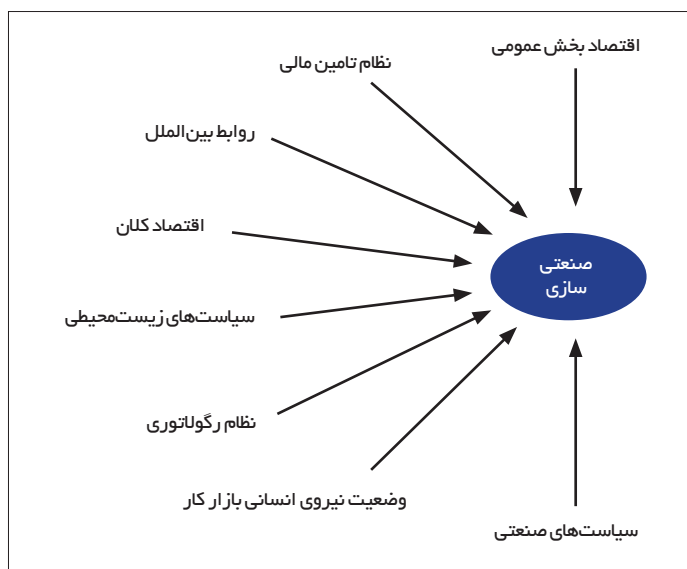 اقتصاد بخش عمومی
نظام تامین مالی
روابط بین‌الملل
اقتصاد کلان
صنعتی
سازی
سیاست‌های زیست‌محیطی
نظام رگولاتوری
وضعیت نیروی انسانی بازار کار
سیاست‌های صنعتی